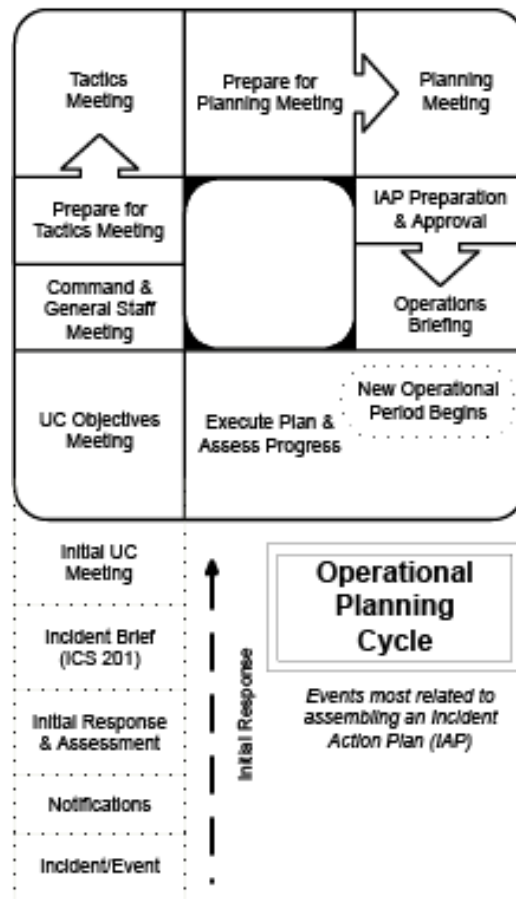 Tactics
Meeting
Prepare for
Planning Meeting
Planning
Meeting
Prepare for
Tactics Meeting
IAP Preparation
& Approval
Command &
General Staff
Meeting
Operations
Briefing
UC Objectives
Meeting
Execute Plan &
Assess Progress
New Operational
Period Begins
Initial UC
Meeting
Incident Brief
(ICS 201)
Initial Response
& Assessment
Notifications
Incident/Event
Initial Response
Operational
Planning
Cycle
Events most related to
assembling an Incident
Action Plan (IAP)